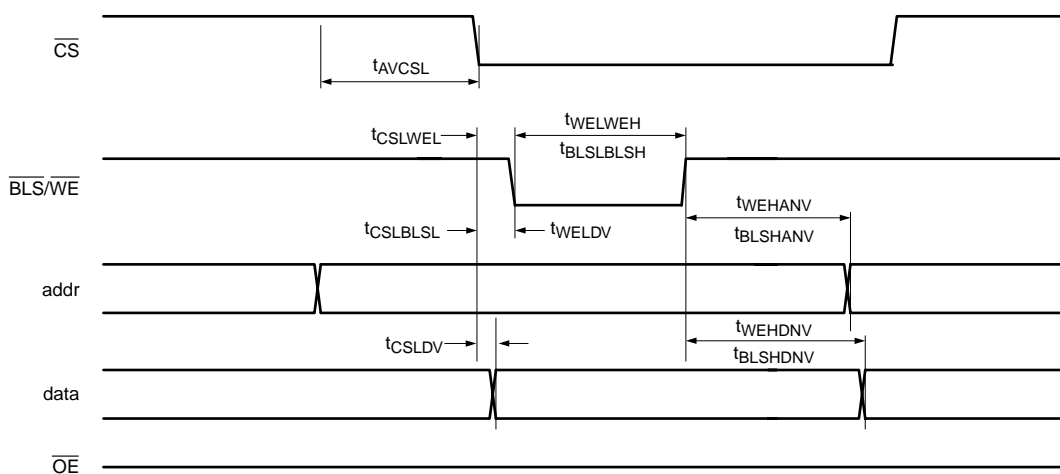 CS
tAVCSL
tCSLWEL
tWELWEH
tBLSLBLSH
BLS/WE
tCSLBLSL
tWELDV
tWEHANV
tBLSHANV
addr
tCSLDV
tWEHDNV
tBLSHDNV
data
OE